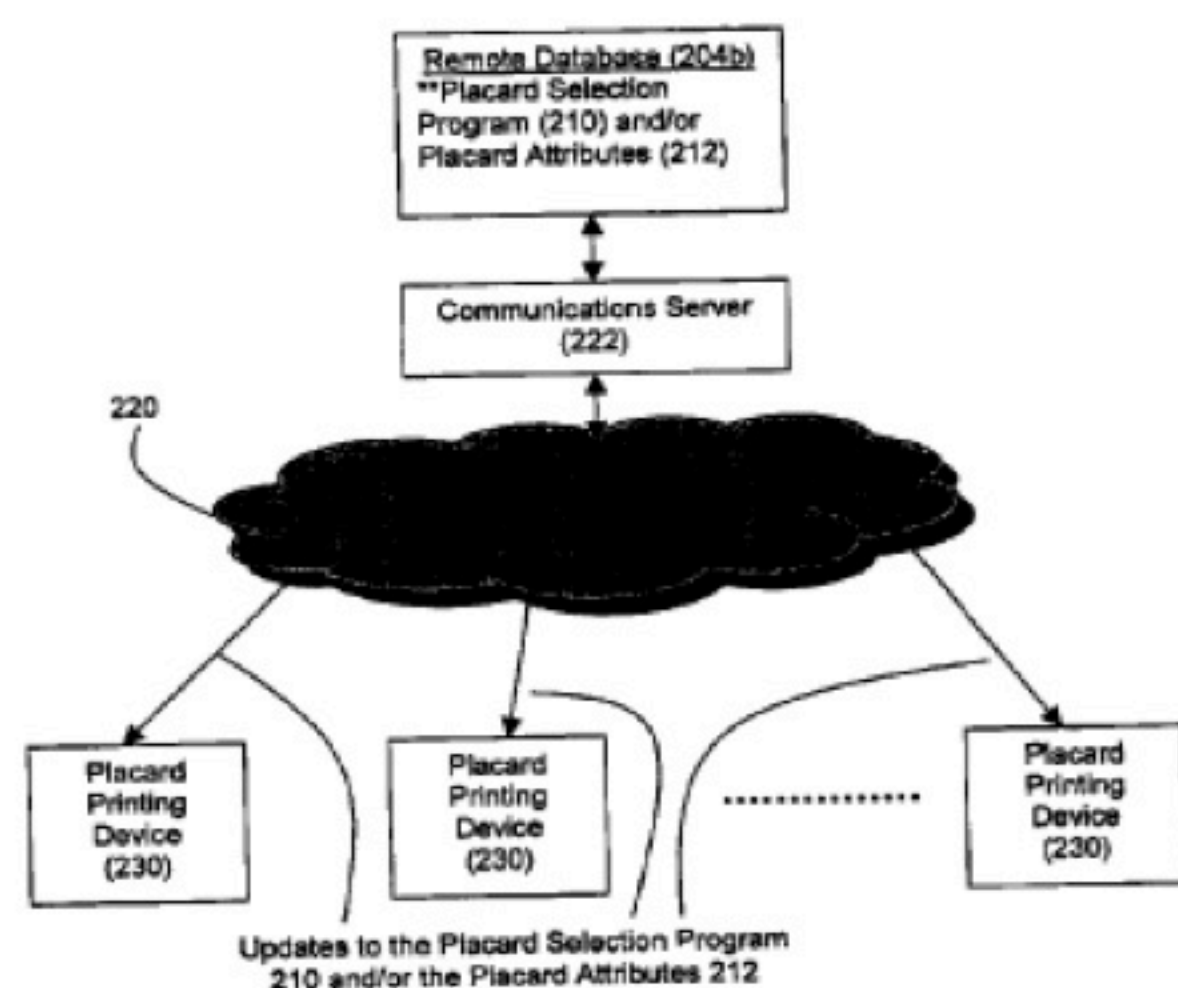 Remote Database (204b)
**Placard Selection
Program (210) and/or
Placard Attributes (212)
Communications Server
(222)
220
Placard
Printing
Device
(230)
Placard
Printing
Device
(230)
Placard
Printing
Device
(230)
Updates to the Placard Selection Program
210 and/or the Placard Attributes 212